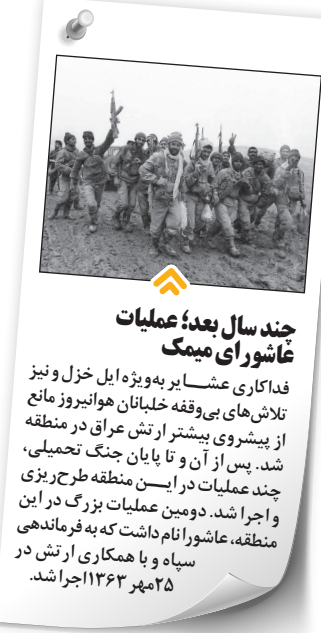 چند سال بعد؛ عملیات
عاشورای میمک
فداکاری عشایر به‌ویژه ایل خزل و نیز
تلاش‌های بی‌وقفه خلبانان هوانیروز مانع
از پیشروی بیشتر ارتش عراق در منطقه
شد. پس از آن و تا پایان جنگ تحمیلی،
چند عملیات در این منطقه طرح‌ریزی
و اجرا شد. دومین عملیات بزرگ در این
منطقه، عاشورا نام داشت که به فرماندهی
سپاه و با همکاری ارتش در
۲۵مهر ۱۳۶۳اجرا شد.